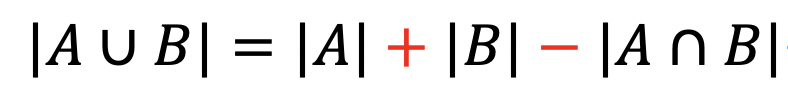 |A ∪ B| = |A| + |B| − |A ∩ B|